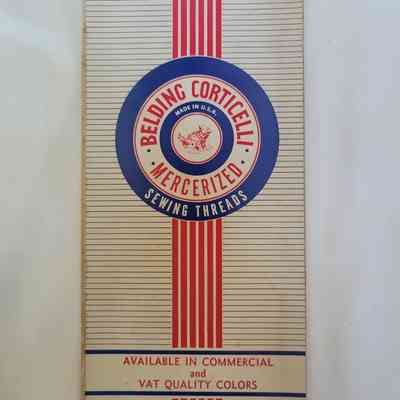 BELDING CORTICELLI
MADE IN U.S.A.
· MERCERIZED ·
SEWING THREADS
AVAILABLE IN COMMERCIAL
and
VAT QUALITY COLORS